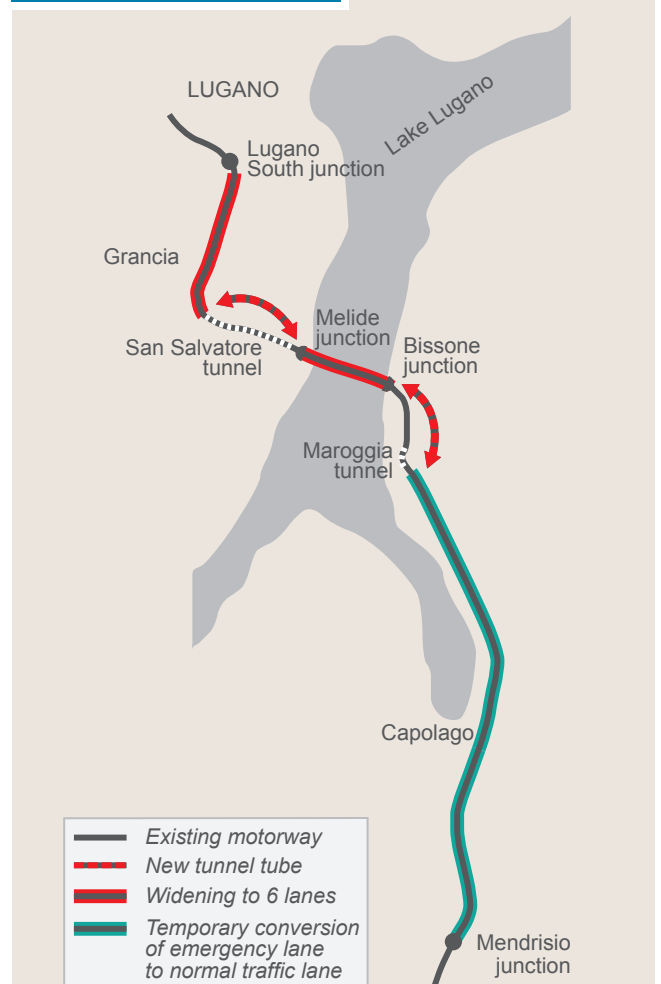 LUGANO
Lake Lugano
Lugano
South junction
Grancia
San Salvatore
tunnel
Melide
junction
Bissone
junction
Maroggia
tunnel
Capolago
Existing motorway
New tunnel tube
Widening to 6 lanes
Temporary conversion
of emergency lane
to normal traffic lane
Mendrisio
junction